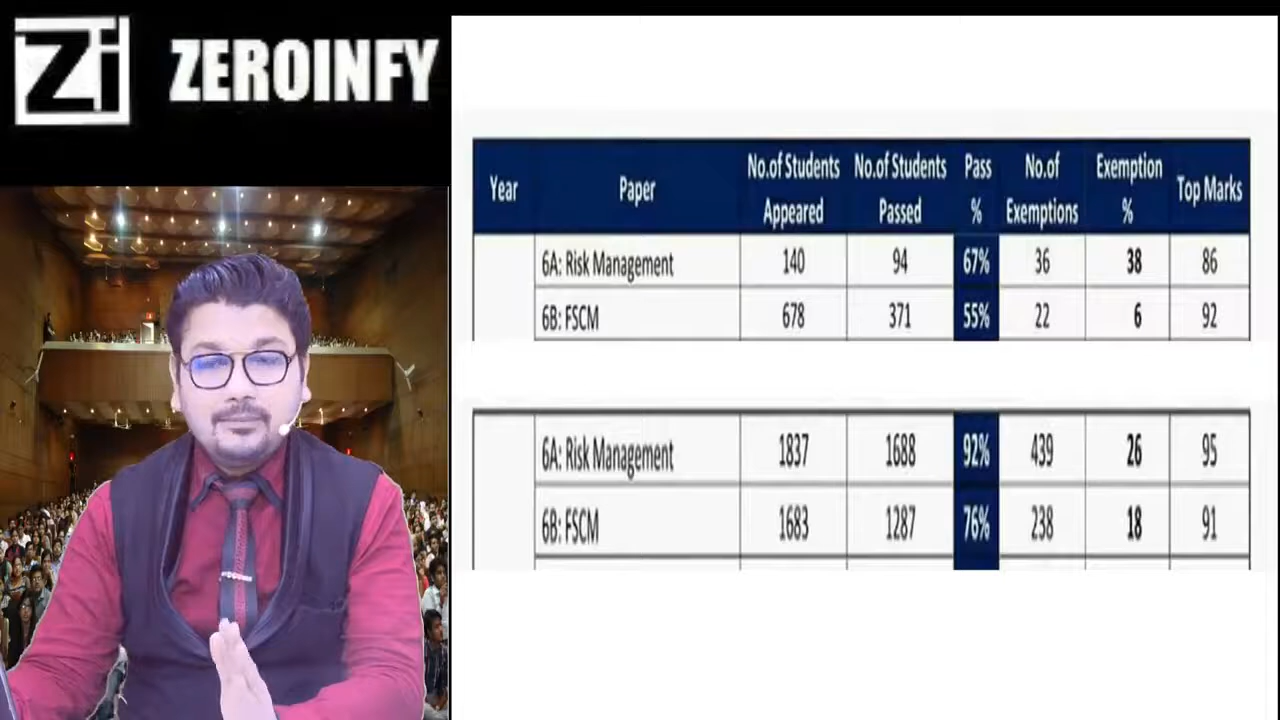 Zi ZEROINFY
Year Paper No.of Students Appeared No.of Students Passed Pass % No.of Exemptions Exemption % Top Marks
6A: Risk Management 140 94 67% 36 38 86
6B: FSCM 678 371 55% 22 6 92
6A: Risk Management 1837 1688 92% 439 26 95
6B: FSCM 1683 1287 76% 238 18 91